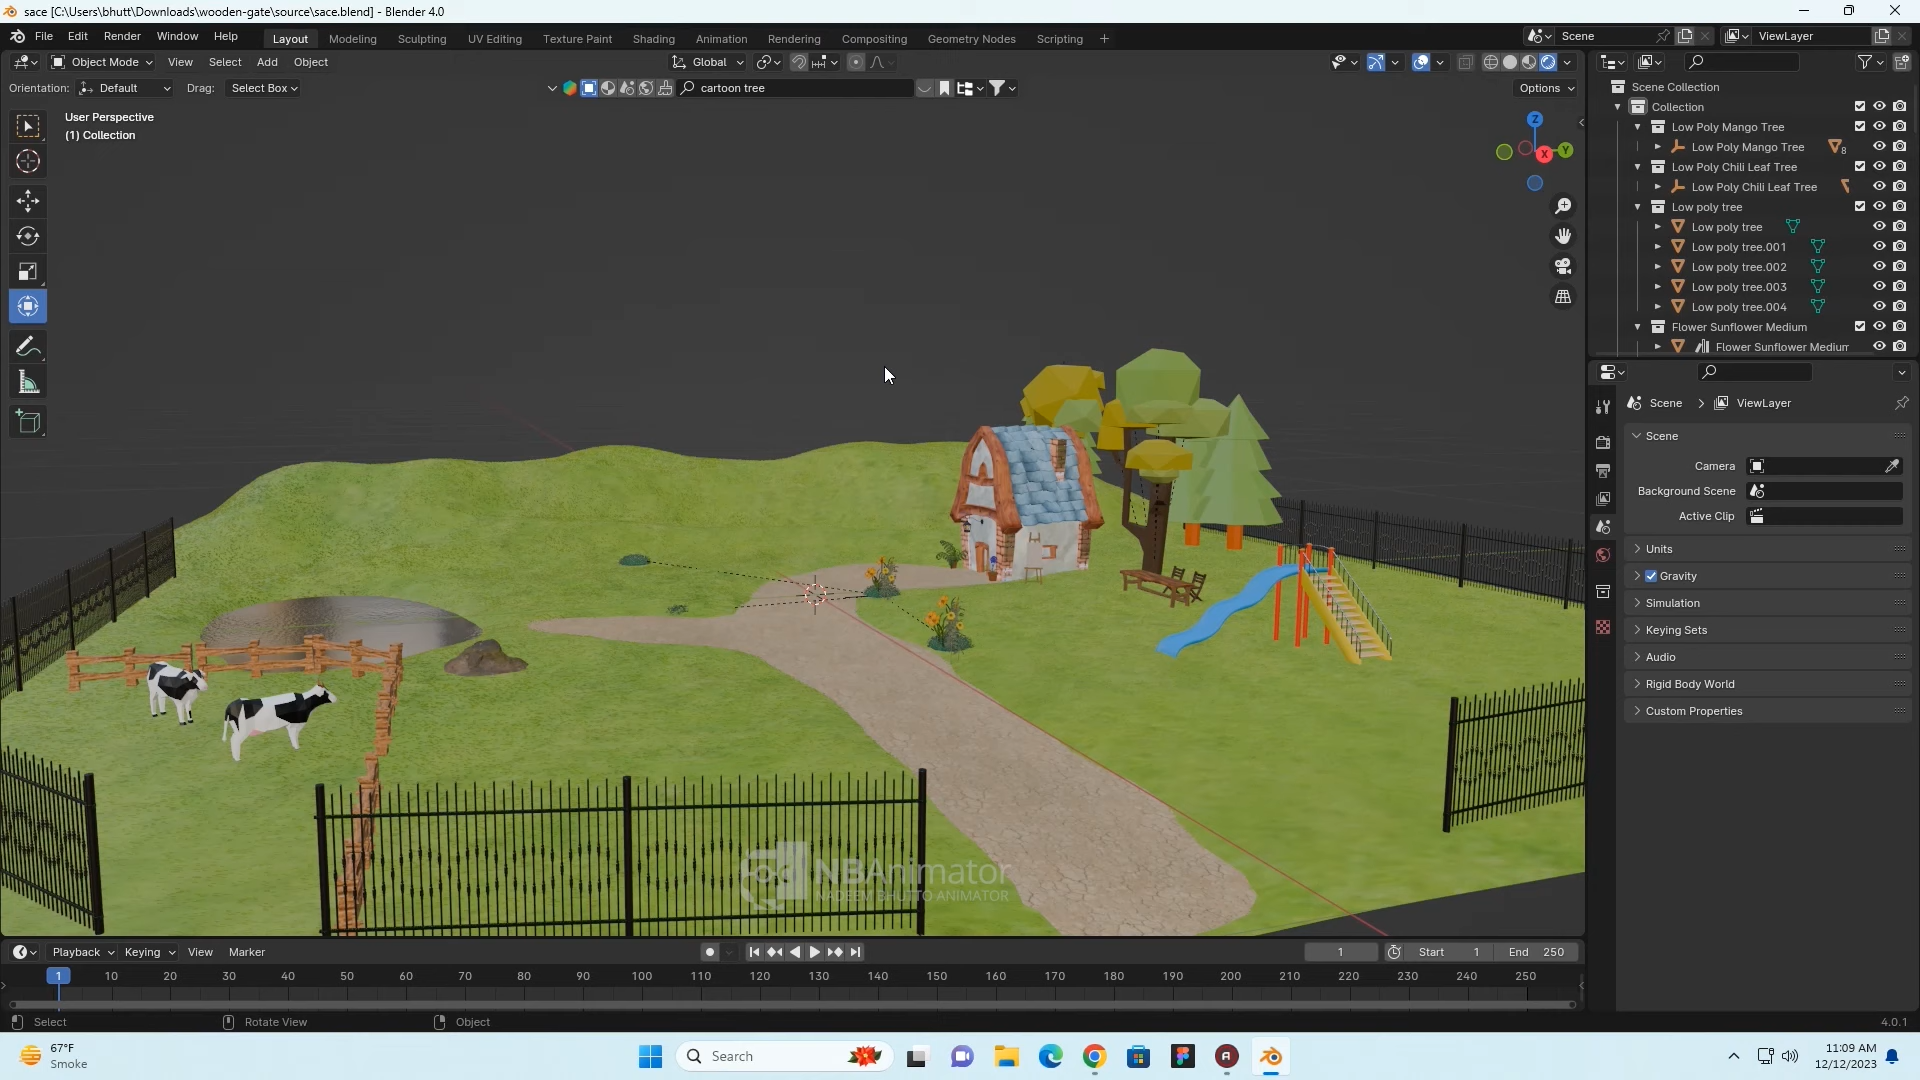 sace [C:\Users\bhutt\Downloads\wooden-gate\source\sace.blend] - Blender 4.0
File Edit Render Window Help Layout Modeling Sculpting UV Editing Texture Paint Shading Animation Rendering Compositing Geometry Nodes Scripting + Scene ViewLayer
Object Mode View Select Add Object Global
Orientation: Default Drag: Select Box cartoon tree Options
User Perspective
(1) Collection
Z
X
Y
Scene Collection
Collection
Low Poly Mango Tree
Low Poly Mango Tree 8
Low Poly Chili Leaf Tree
Low Poly Chili Leaf Tree
Low poly tree
Low poly tree
Low poly tree.001
Low poly tree.002
Low poly tree.003
Low poly tree.004
Flower Sunflower Medium
Flower Sunflower Medium
Scene > ViewLayer
Scene
Camera
Background Scene
Active Clip
Units
Gravity
Simulation
Keying Sets
Audio
Rigid Body World
Custom Properties
NBAnimator
NADEEM BHUTTO ANIMATOR
Playback Keying View Marker 1 Start 1 End 250
1 10 20 30 40 50 60 70 80 90 100 110 120 130 140 150 160 170 180 190 200 210 220 230 240 250
Select Rotate View Object 4.0.1
67°F
Smoke
Search
11:09 AM
12/12/2023